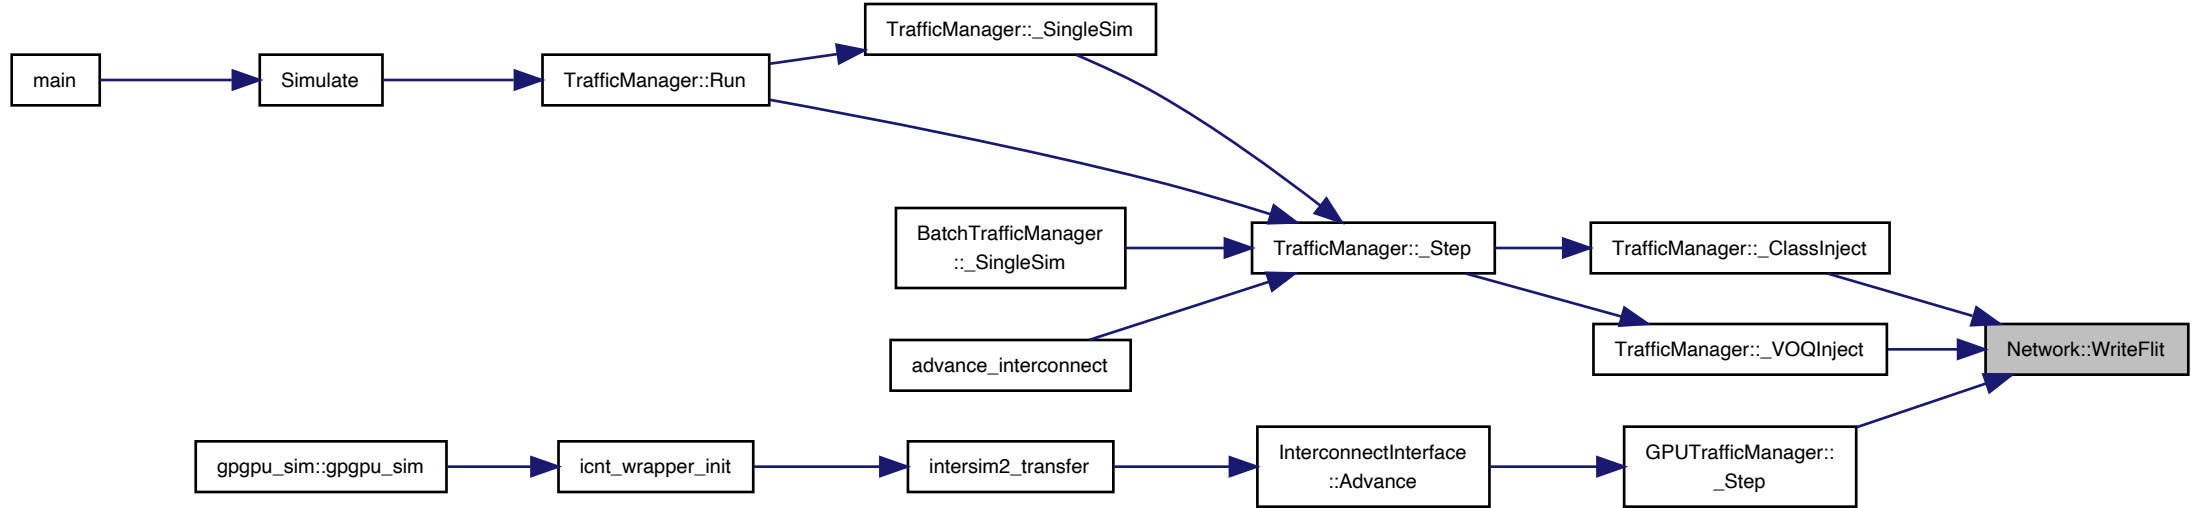 TrafficManager::_SingleSim
main
Simulate
TrafficManager::Run
BatchTrafficManager
::_SingleSim
TrafficManager::_Step
TrafficManager::_ClassInject
advance_interconnect
TrafficManager::_VOQInject
Network::WriteFlit
gpgpu_sim::gpgpu_sim
icnt_wrapper_init
intersim2_transfer
InterconnectInterface
::Advance
GPUTrafficManager::
_Step